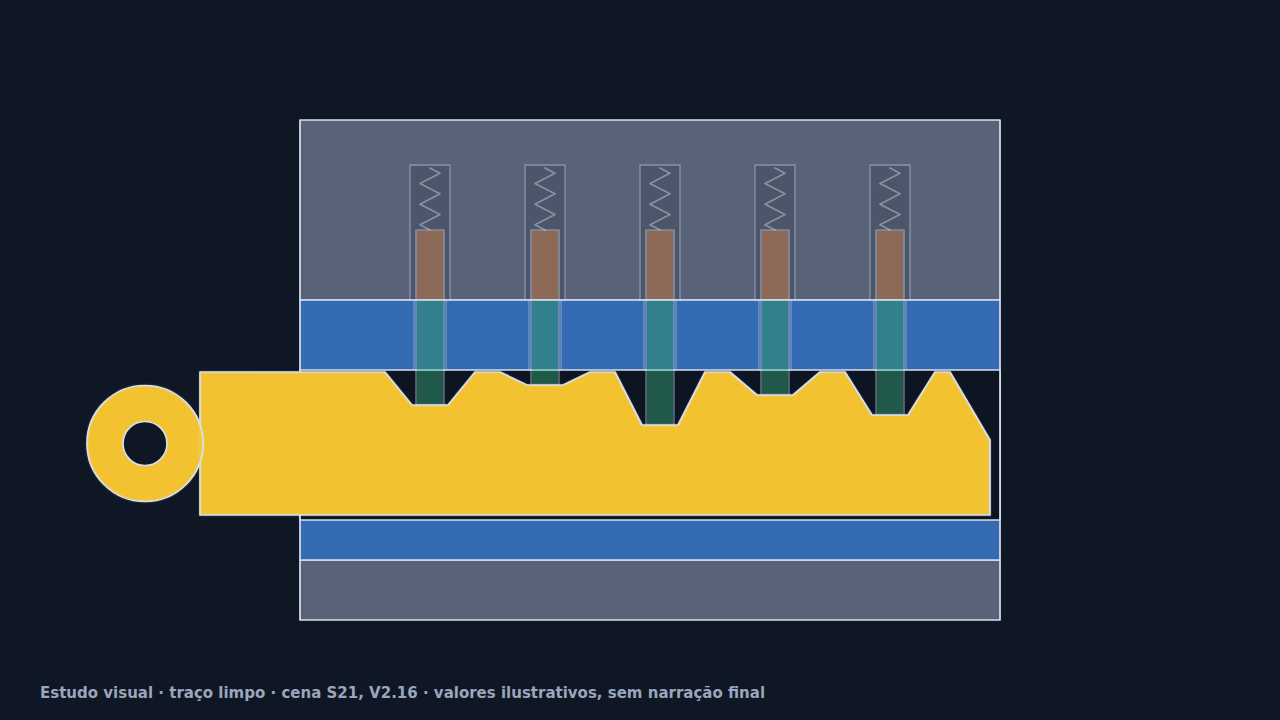 Estudo visual · traço limpo · cena S21, V2.16 · valores ilustrativos, sem narração final